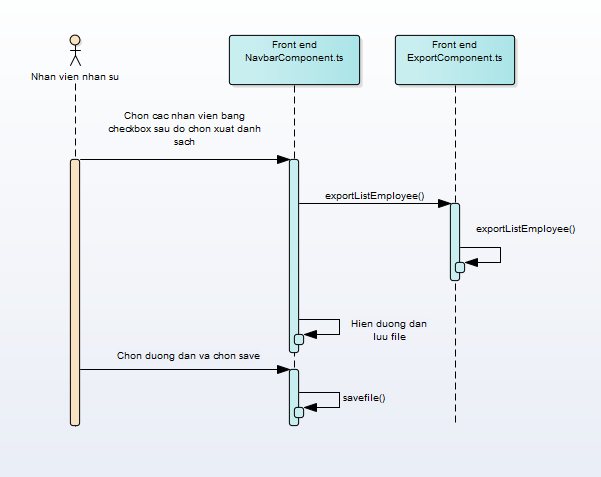 Front end
NavbarComponent.ts
Front end
ExportComponent.ts
Nhan vien nhan su
Chon cac nhan vien bang
checkbox sau do chon xuat danh
sach
exportListEmployee()
exportListEmployee()
Hien duong dan
luu file
Chon duong dan va chon save
savefile()